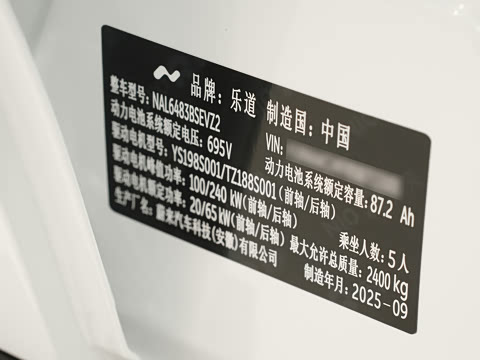 品牌：乐道 制造国：中国
整车型号：NAL6483BSEVZ2 VIN：
动力电池系统额定电压：695V 动力电池系统额定容量：87.2 Ah
驱动电机型号：YS198S001/TZ188S001（前轴/后轴）
驱动电机峰值功率：100/240 kW(前轴/后轴) 乘坐人数：5人
驱动电机额定功率：20/65 kW(前轴/后轴) 最大允许总质量：2400 kg
生产厂名：蔚来汽车科技(安徽)有限公司 制造年月：2025-09